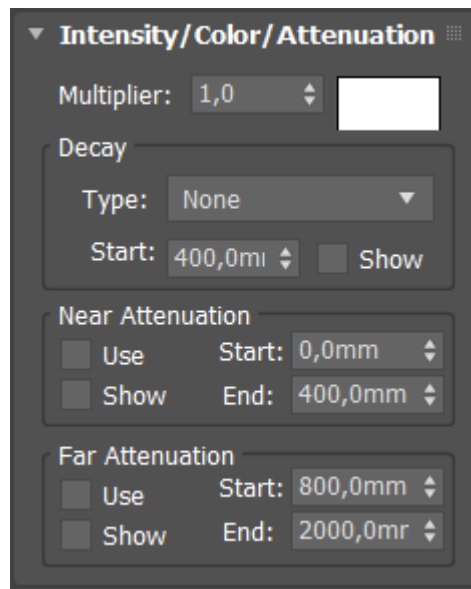 Intensity/Color/Attenuation
Multiplier: 1,0
Decay
Type: None
Start: 400,0m Show
Near Attenuation
Use Start: 0,0mm
Show End: 400,0mm
Far Attenuation
Use Start: 800,0mm
Show End: 2000,0mr